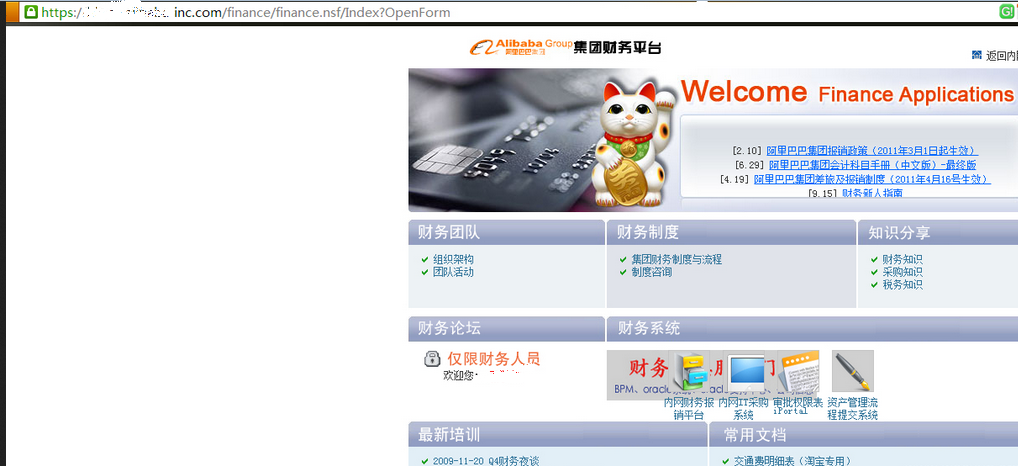 https:// inc.com/finance/finance.nsf/Index?OpenForm
Alibaba Group 集团财务平台
阿里巴巴集团
返回内
Welcome Finance Applications
[2.10] 阿里巴巴集团报销政策（2011年3月1日起生效）
[6.29] 阿里巴巴集团会计科目手册（中文版）-最终版
[4.19] 阿里巴巴集团差旅及报销制度（2011年4月16号生效）
[9.15] 财务新人指南
财务团队
组织架构
团队活动
财务制度
集团财务制度与流程
制度咨询
知识分享
财务知识
采购知识
税务知识
财务论坛
仅限财务人员
欢迎您·
财务系统
财务 服 门
BPM、oracle
内网财务报销平台
内网IT采购系统
审批权限表iPortal
资产管理流程提交系统
最新培训
2009-11-20 Q4财务夜谈
常用文档
交通费明细表（淘宝专用）